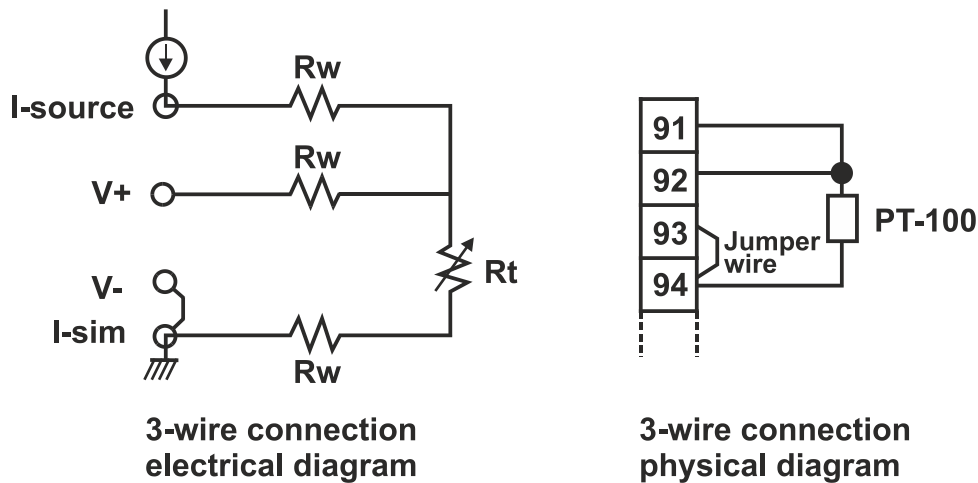 Rw
I-source
Rw
V+
V-
Rt
I-sim
Rw
3-wire connection
electrical diagram
91
92
93
94
Jumper
wire
PT-100
3-wire connection
physical diagram